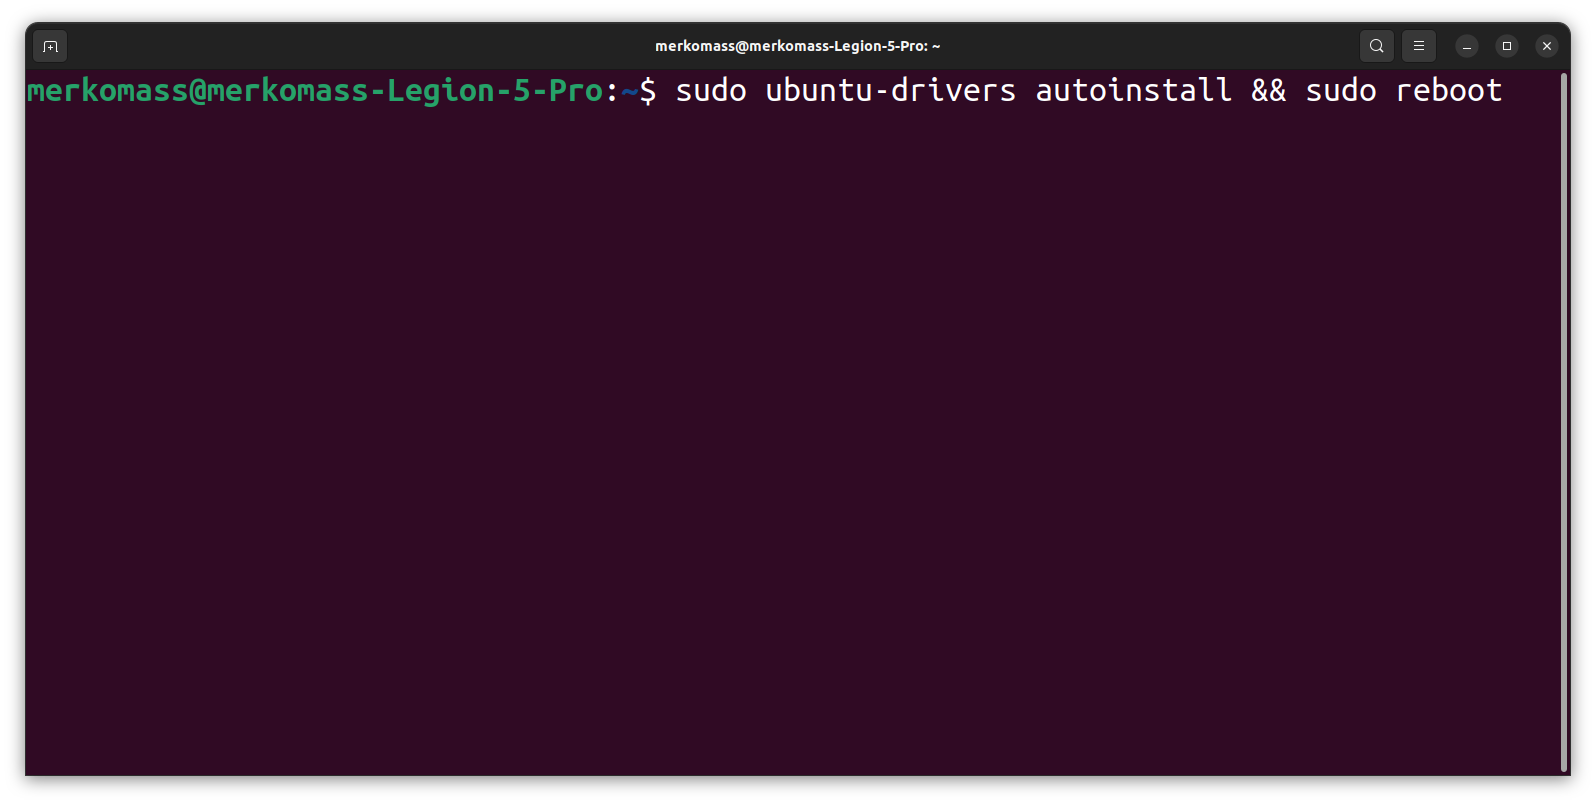 merkomass@merkomass-Legion-5-Pro: ~
merkomass@merkomass-Legion-5-Pro:~$ sudo ubuntu-drivers autoinstall && sudo reboot